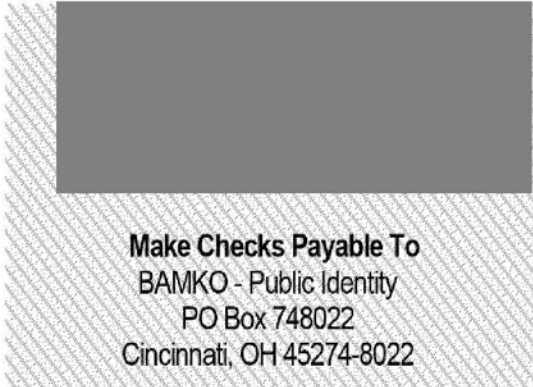 Make Checks Payable To
BAMKO - Public Identity
PO Box 748022
Cincinnati, OH 45274-8022